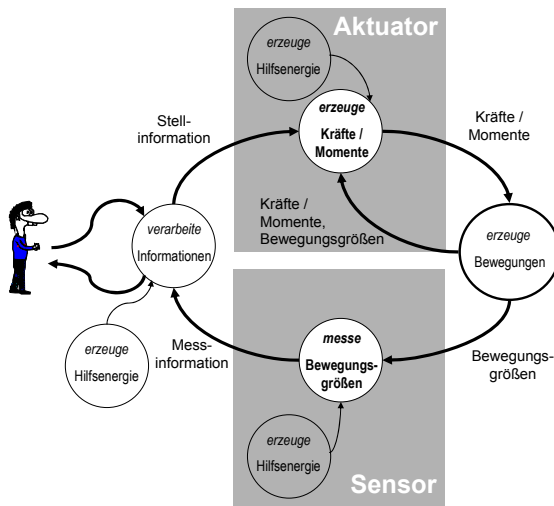 Aktuator
erzeuge
Hilfsenergie
erzeuge
Kräfte /
Momente
Stell-
information
Kräfte /
Momente
Kräfte /
Momente,
Bewegungsgrößen
verarbeite
Informationen
erzeuge
Bewegungen
Mess-
information
messe
Bewegungs-
größen
Bewegungs-
größen
erzeuge
Hilfsenergie
erzeuge
Hilfsenergie
Sensor